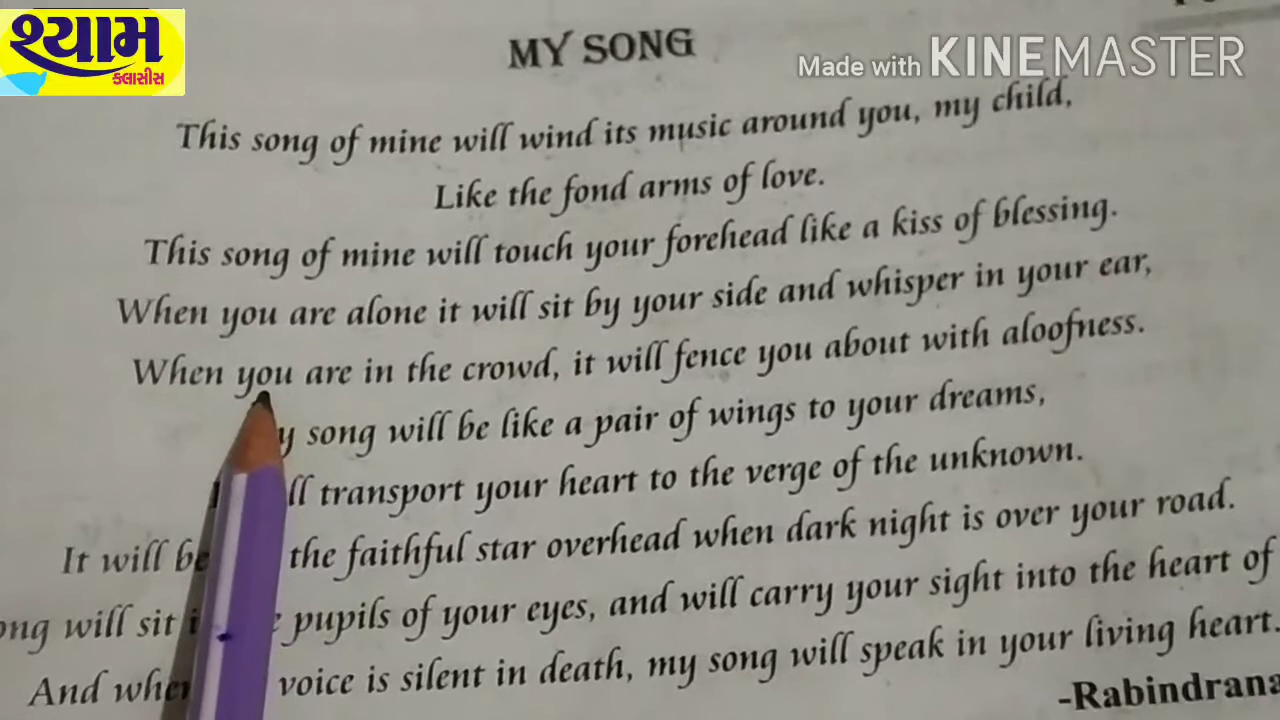 શ્યામ
ક્લાસીસ
Made with KINEMASTER
MY SONG
This song of mine will wind its music around you, my child,
Like the fond arms of love.
This song of mine will touch your forehead like a kiss of blessing.
When you are alone it will sit by your side and whisper in your ear,
When you are in the crowd, it will fence you about with aloofness.
song will be like a pair of wings to your dreams,
transport your heart to the verge of the unknown.
It will be the faithful star overhead when dark night is over your road.
will sit pupils of your eyes, and will carry your sight into the heart of
And voice is silent in death, my song will speak in your living heart.
-Rabindrana